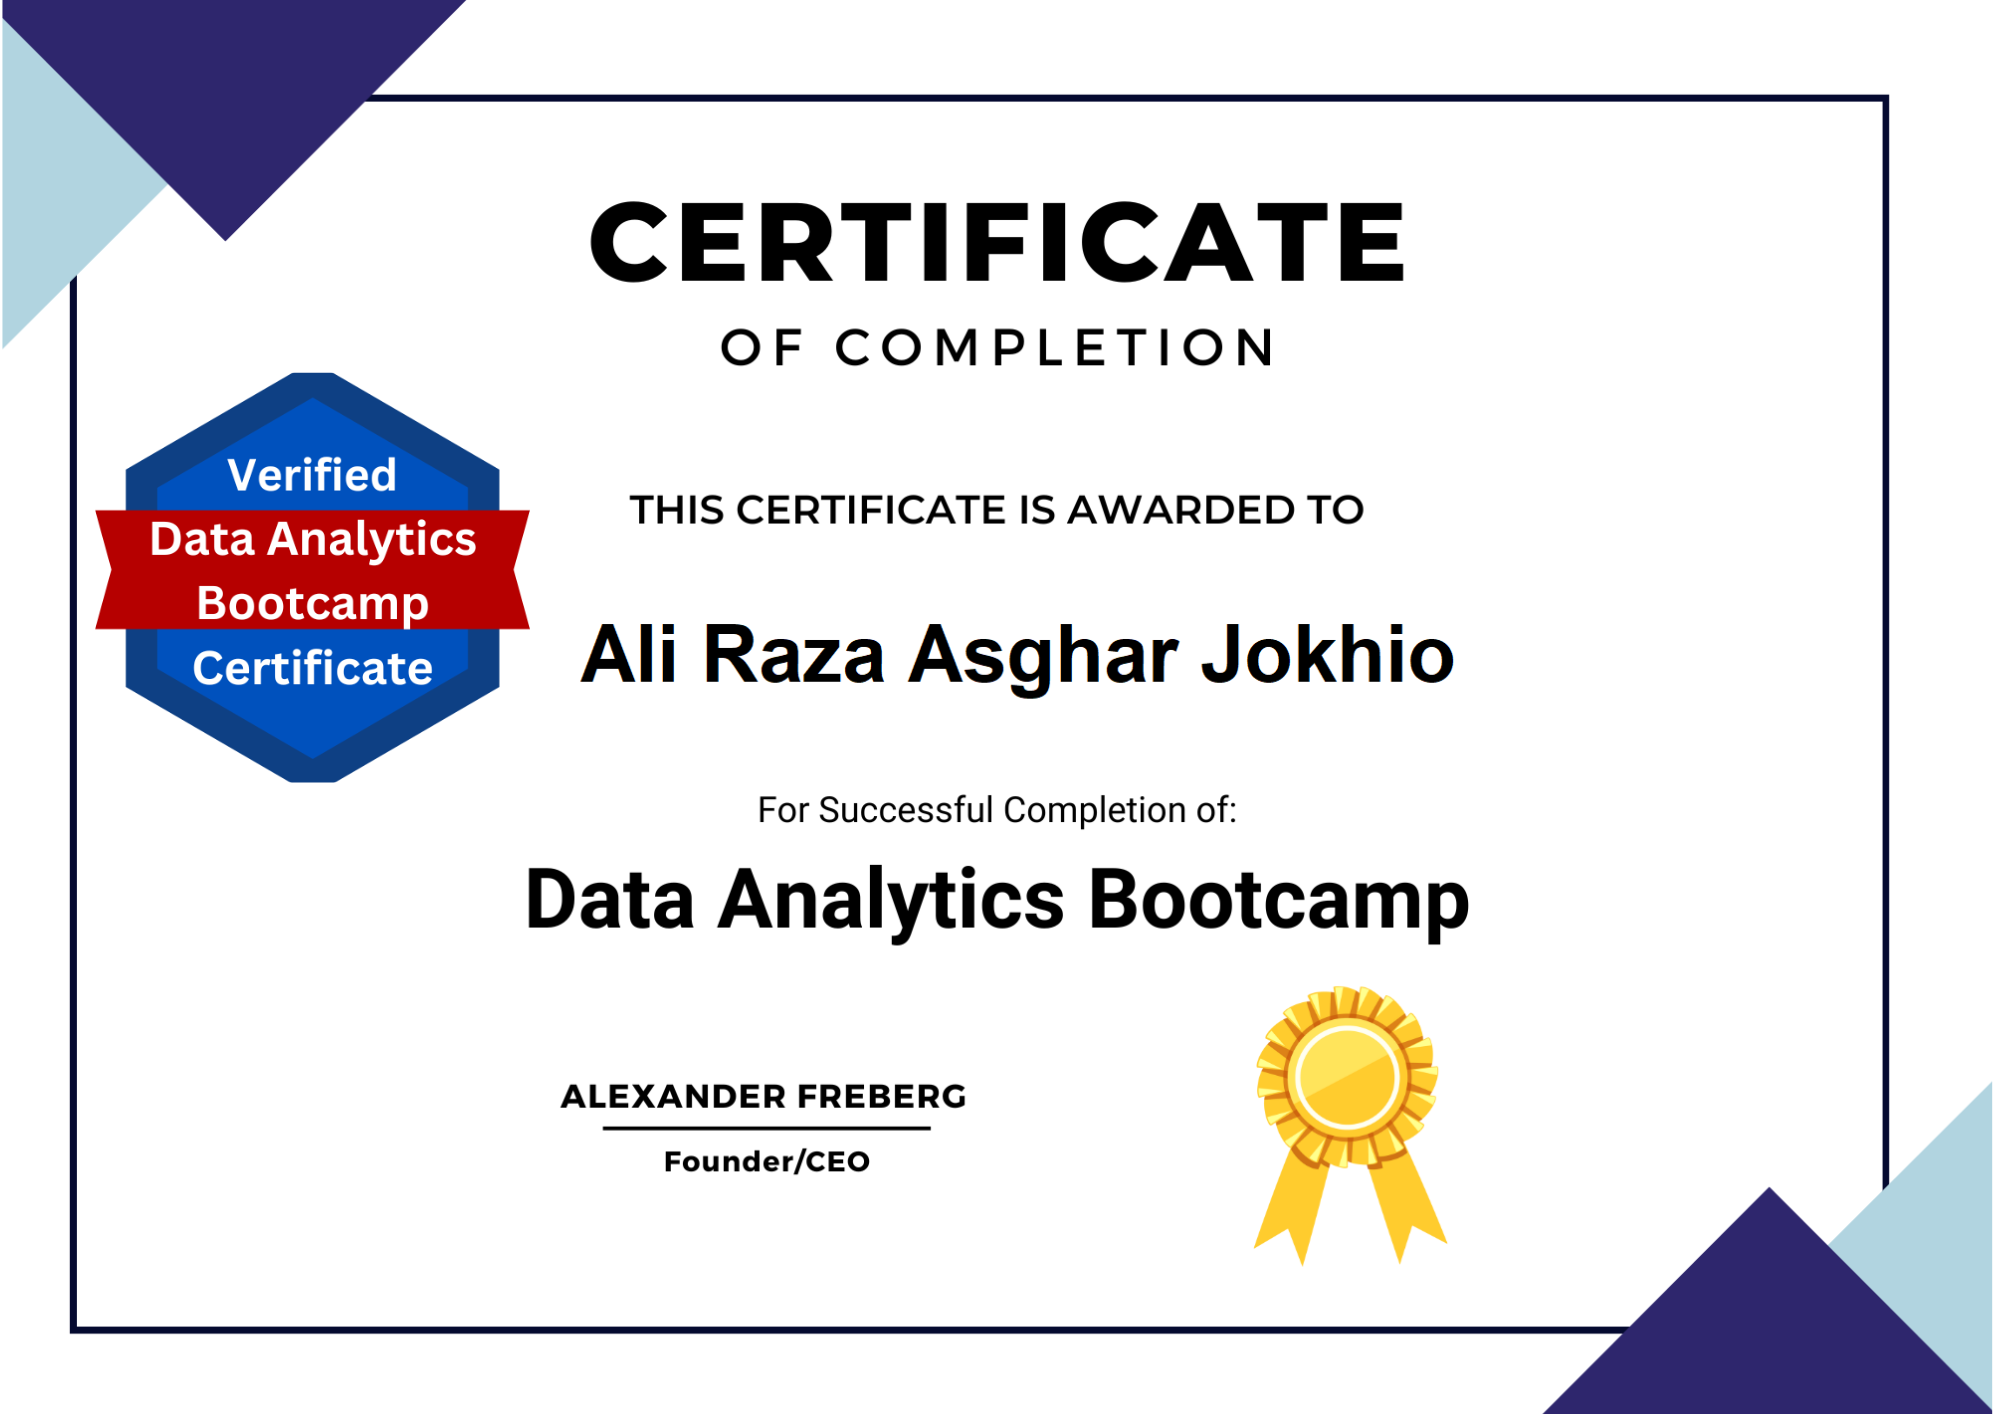 CERTIFICATE
OF COMPLETION
Verified
Data Analytics
Bootcamp
Certificate
THIS CERTIFICATE IS AWARDED TO
Ali Raza Asghar Jokhio
For Successful Completion of:
Data Analytics Bootcamp
ALEXANDER FREBERG
Founder/CEO